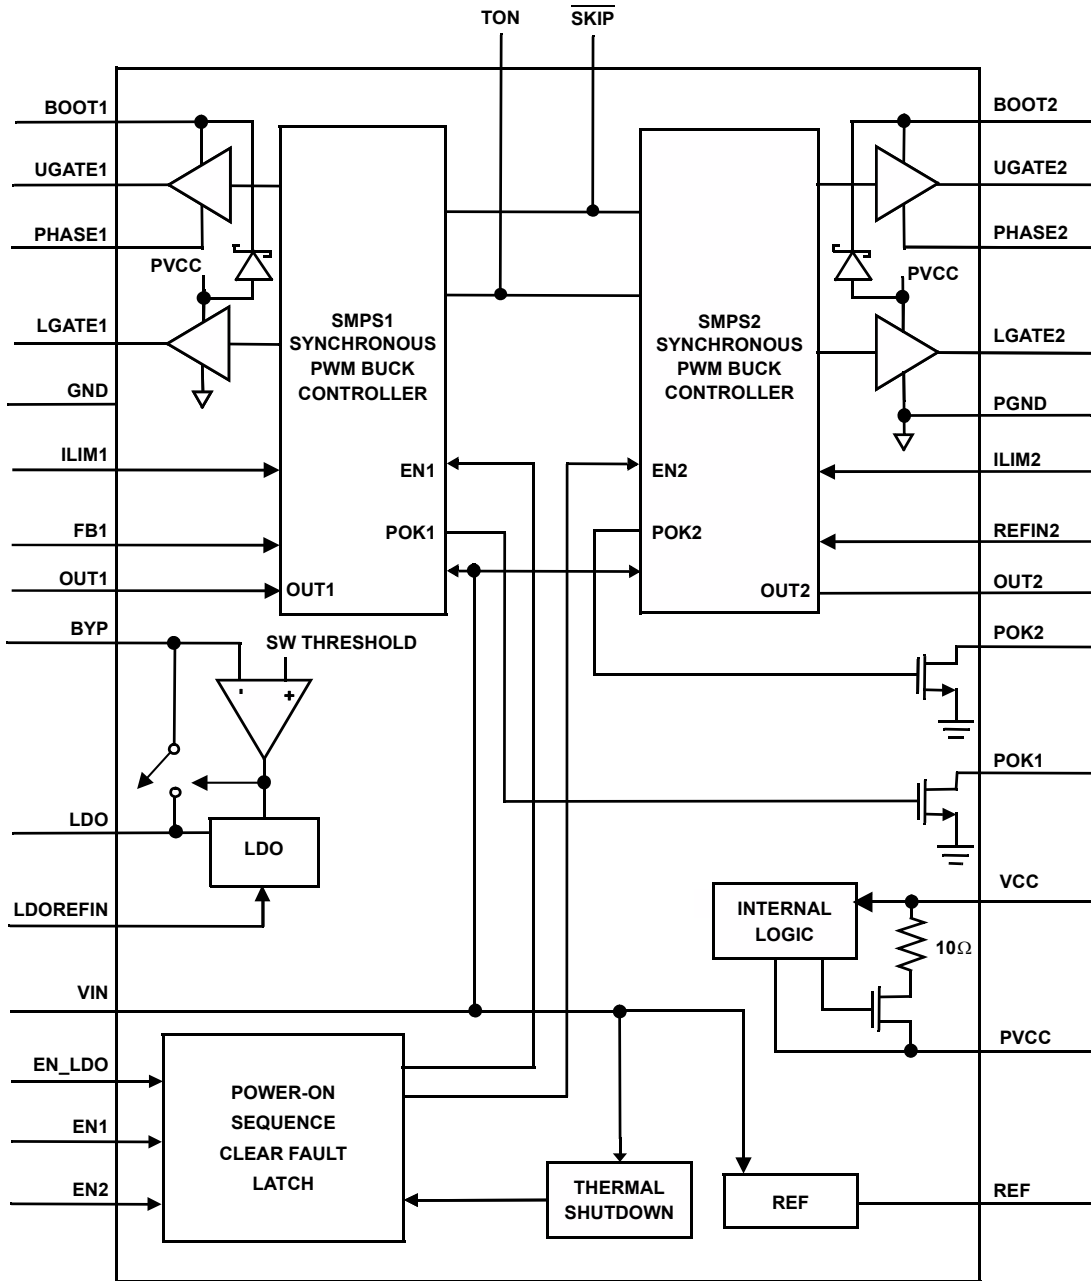 TON
SKIP
BOOT1
BOOT2
UGATE1
UGATE2
PHASE1
PHASE2
PVCC
PVCC
LGATE1
LGATE2
SMPS1
SYNCHRONOUS
PWM BUCK
CONTROLLER
SMPS2
SYNCHRONOUS
PWM BUCK
CONTROLLER
GND
PGND
ILIM1
EN1
EN2
ILIM2
FB1
POK1
POK2
REFIN2
OUT1
OUT1
OUT2
OUT2
BYP
SW THRESHOLD
POK2
-
+
POK1
LDO
LDO
LDOREFIN
VCC
INTERNAL
LOGIC
10Ω
VIN
PVCC
EN_LDO
EN1
EN2
POWER-ON
SEQUENCE
CLEAR FAULT
LATCH
THERMAL
SHUTDOWN
REF
REF